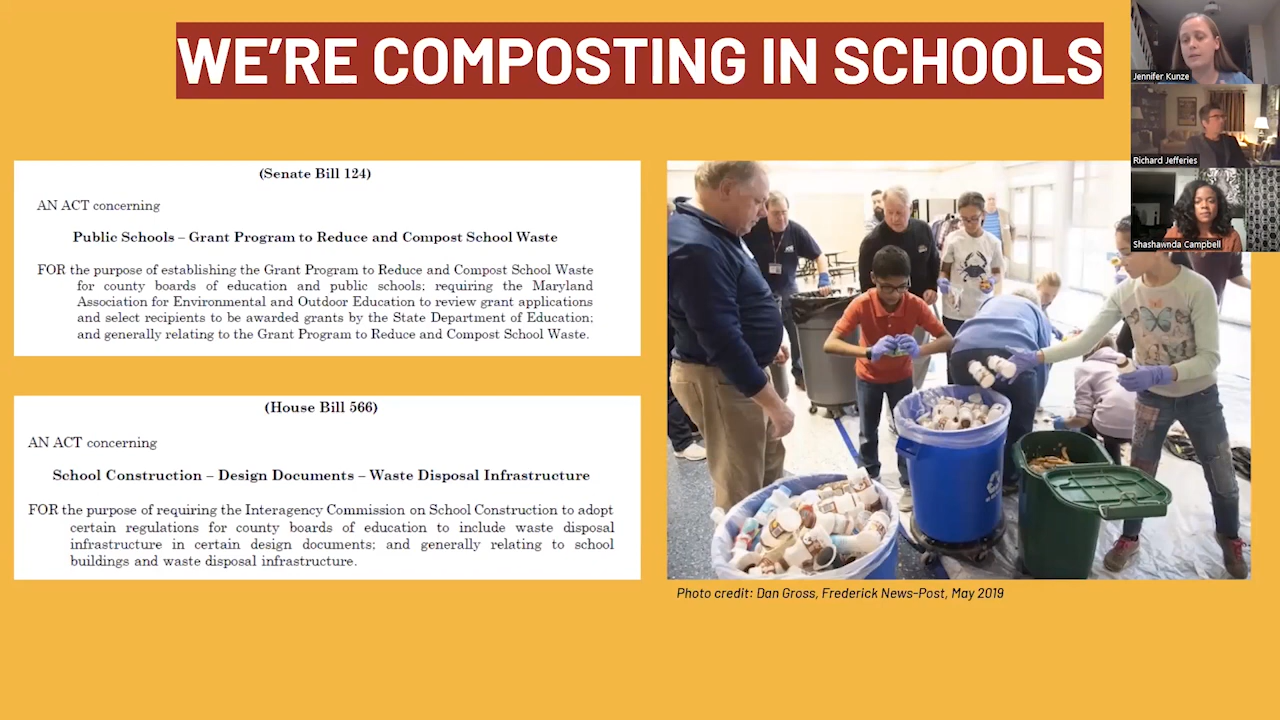 WE'RE COMPOSTING IN SCHOOLS
(Senate Bill 124)
AN ACT concerning
Public Schools – Grant Program to Reduce and Compost School Waste
FOR the purpose of establishing the Grant Program to Reduce and Compost School Waste
for county boards of education and public schools; requiring the Maryland
Association for Environmental and Outdoor Education to review grant applications
and select recipients to be awarded grants by the State Department of Education;
and generally relating to the Grant Program to Reduce and Compost School Waste.
(House Bill 566)
AN ACT concerning
School Construction – Design Documents – Waste Disposal Infrastructure
FOR the purpose of requiring the Interagency Commission on School Construction to adopt
certain regulations for county boards of education to include waste disposal
infrastructure in certain design documents; and generally relating to school
buildings and waste disposal infrastructure.
Photo credit: Dan Gross, Frederick News-Post, May 2019
Jennifer Kunze
Richard Jefferies
Shashawnda Campbell